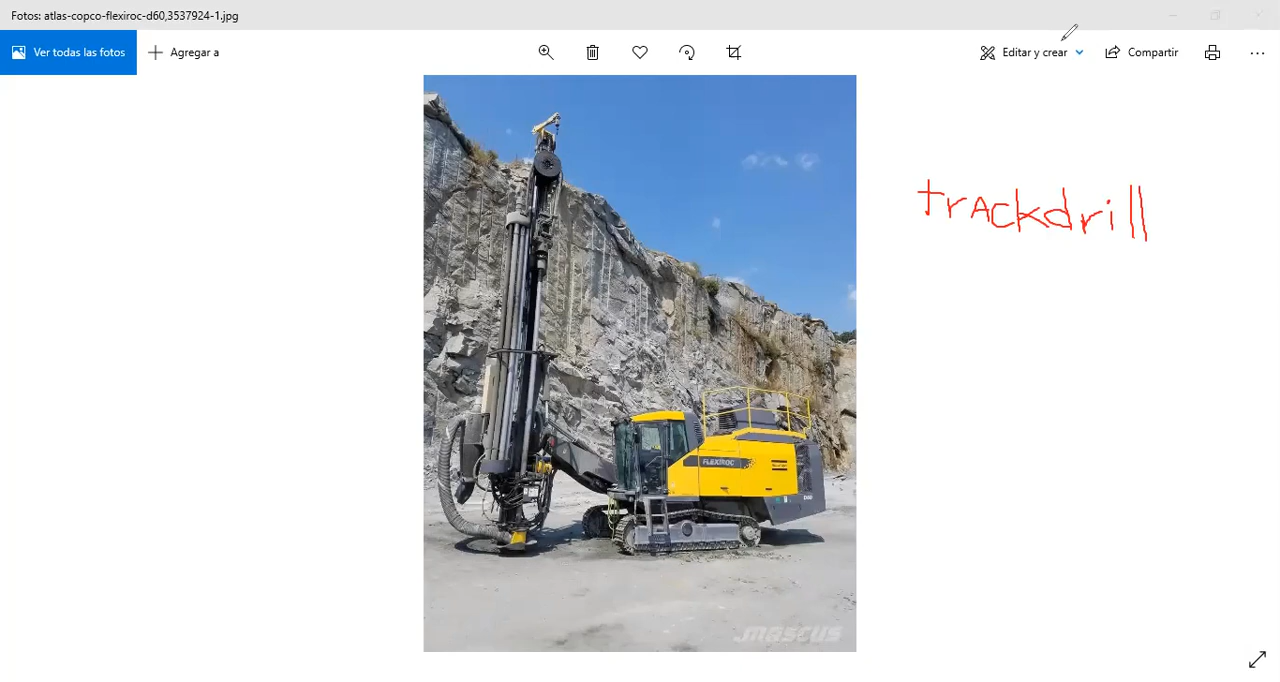 Fotos: atlas-copco-flexiroc-d60,3537924-1.jpg
Ver todas las fotos
Agregar a
Editar y crear
Compartir
trAckdrill
FLEXIROC
mascus